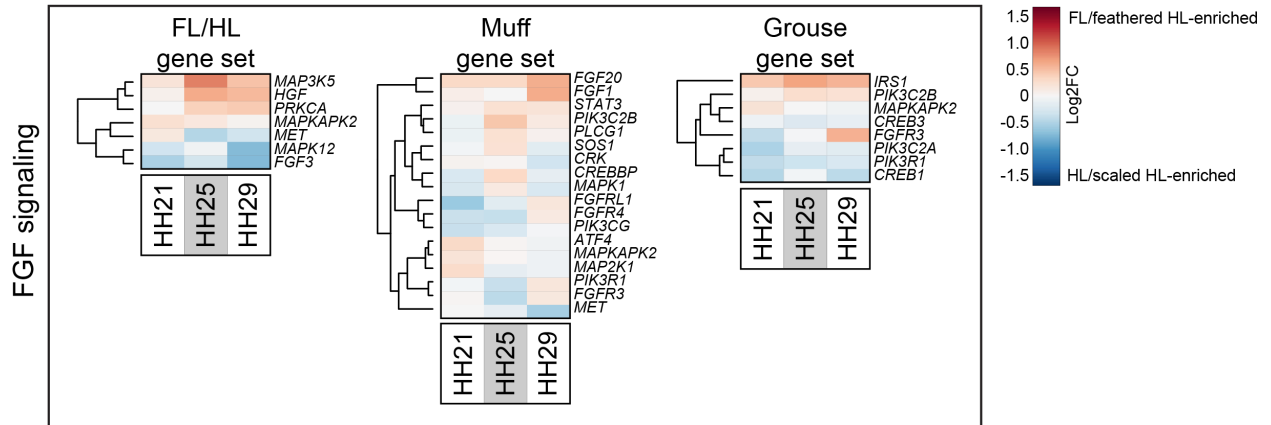 FGF signaling
FL/HL
gene set
MAP3K5
HGF
PRKCA
MAPKAPK2
MET
MAPK12
FGF3
HH21
HH25
HH29
Muff
gene set
FGF20
FGF1
STAT3
PIK3C2B
PLCG1
SOS1
CRK
CREBBP
MAPK1
FGFRL1
FGFR4
PIK3CG
ATF4
MAPKAPK2
MAP2K1
PIK3R1
FGFR3
MET
HH21
HH25
HH29
Grouse
gene set
IRS1
PIK3C2B
MAPKAPK2
CREB3
FGFR3
PIK3C2A
PIK3R1
CREB1
HH21
HH25
HH29
1.5
1.0
0.5
0
-0.5
-1.0
-1.5
Log2FC
FL/feathered HL-enriched
HL/scaled HL-enriched